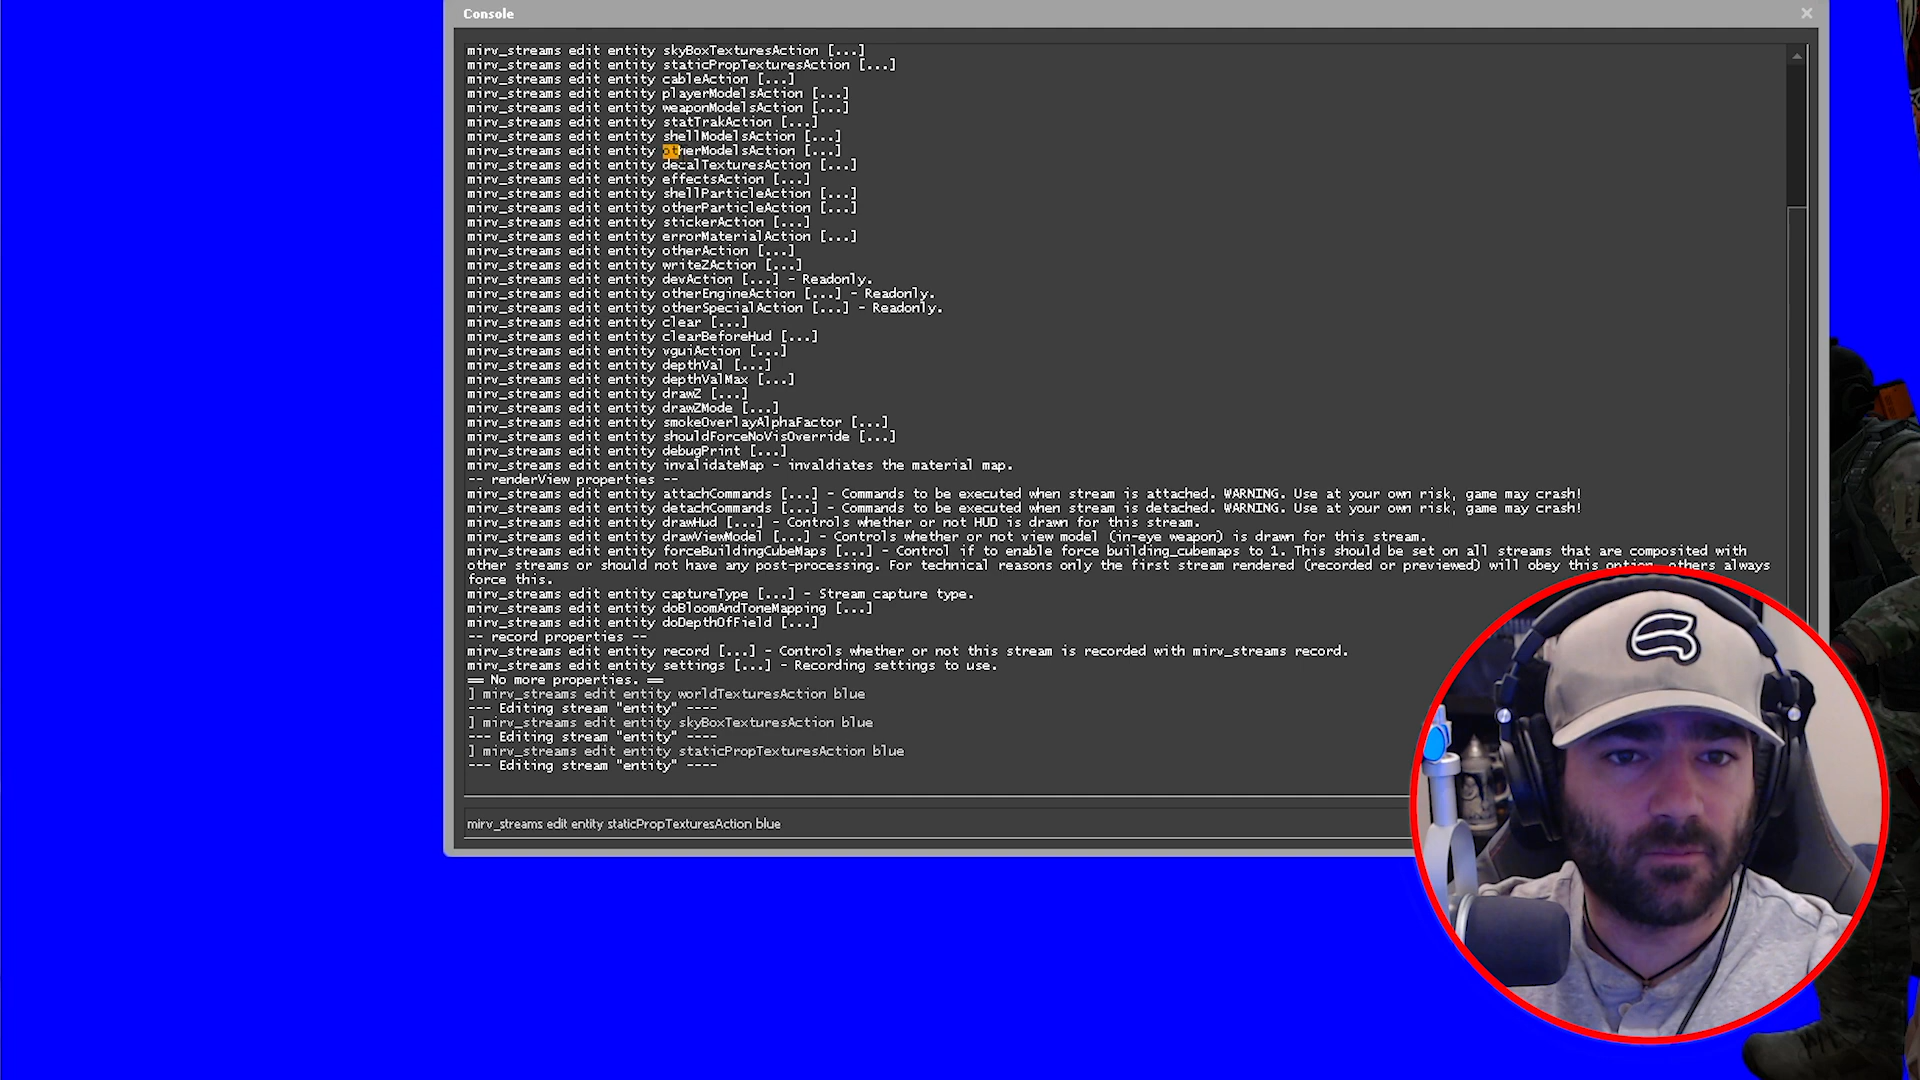 Console
mirv_streams edit entity skyBoxTexturesAction [...]
mirv_streams edit entity staticPropTexturesAction [...]
mirv_streams edit entity cableAction [...]
mirv_streams edit entity playerModelsAction [...]
mirv_streams edit entity weaponModelsAction [...]
mirv_streams edit entity statTrakAction [...]
mirv_streams edit entity shellModelsAction [...]
mirv_streams edit entity otherModelsAction [...]
mirv_streams edit entity decalTexturesAction [...]
mirv_streams edit entity effectsAction [...]
mirv_streams edit entity shellParticleAction [...]
mirv_streams edit entity otherParticleAction [...]
mirv_streams edit entity stickerAction [...]
mirv_streams edit entity errorMaterialAction [...]
mirv_streams edit entity otherAction [...]
mirv_streams edit entity writeZAction [...]
mirv_streams edit entity devAction [...] - Readonly.
mirv_streams edit entity otherEngineAction [...] - Readonly.
mirv_streams edit entity otherSpecialAction [...] - Readonly.
mirv_streams edit entity clear [...]
mirv_streams edit entity clearBeforeHud [...]
mirv_streams edit entity vguiAction [...]
mirv_streams edit entity depthVal [...]
mirv_streams edit entity depthValMax [...]
mirv_streams edit entity drawZ [...]
mirv_streams edit entity drawZMode [...]
mirv_streams edit entity smokeOverlayAlphaFactor [...]
mirv_streams edit entity shouldForceNoVisOverride [...]
mirv_streams edit entity debugPrint [...]
mirv_streams edit entity invalidateMap - invaldiates the material map.
-- renderView properties --
mirv_streams edit entity attachCommands [...] - Commands to be executed when stream is attached. WARNING. Use at your own risk, game may crash!
mirv_streams edit entity detachCommands [...] - Commands to be executed when stream is detached. WARNING. Use at your own risk, game may crash!
mirv_streams edit entity drawHud [...] - Controls whether or not HUD is drawn for this stream.
mirv_streams edit entity drawViewModel [...] - Controls whether or not view model (in-eye weapon) is drawn for this stream.
mirv_streams edit entity forceBuildingCubeMaps [...] - Control if to enable force building_cubemaps to 1. This should be set on all streams that are composited with
other streams or should not have any post-processing. For technical reasons only the first stream rendered (recorded or previewed) will obey this option, others always
force this.
mirv_streams edit entity captureType [...] - Stream capture type.
mirv_streams edit entity doBloomAndToneMapping [...]
mirv_streams edit entity doDepthOfField [...]
-- record properties --
mirv_streams edit entity record [...] - Controls whether or not this stream is recorded with mirv_streams record.
mirv_streams edit entity settings [...] - Recording settings to use.
== No more properties. ==
] mirv_streams edit entity worldTexturesAction blue
--- Editing stream "entity" ----
] mirv_streams edit entity skyBoxTexturesAction blue
--- Editing stream "entity" ----
] mirv_streams edit entity staticPropTexturesAction blue
--- Editing stream "entity" ----
mirv_streams edit entity staticPropTexturesAction blue